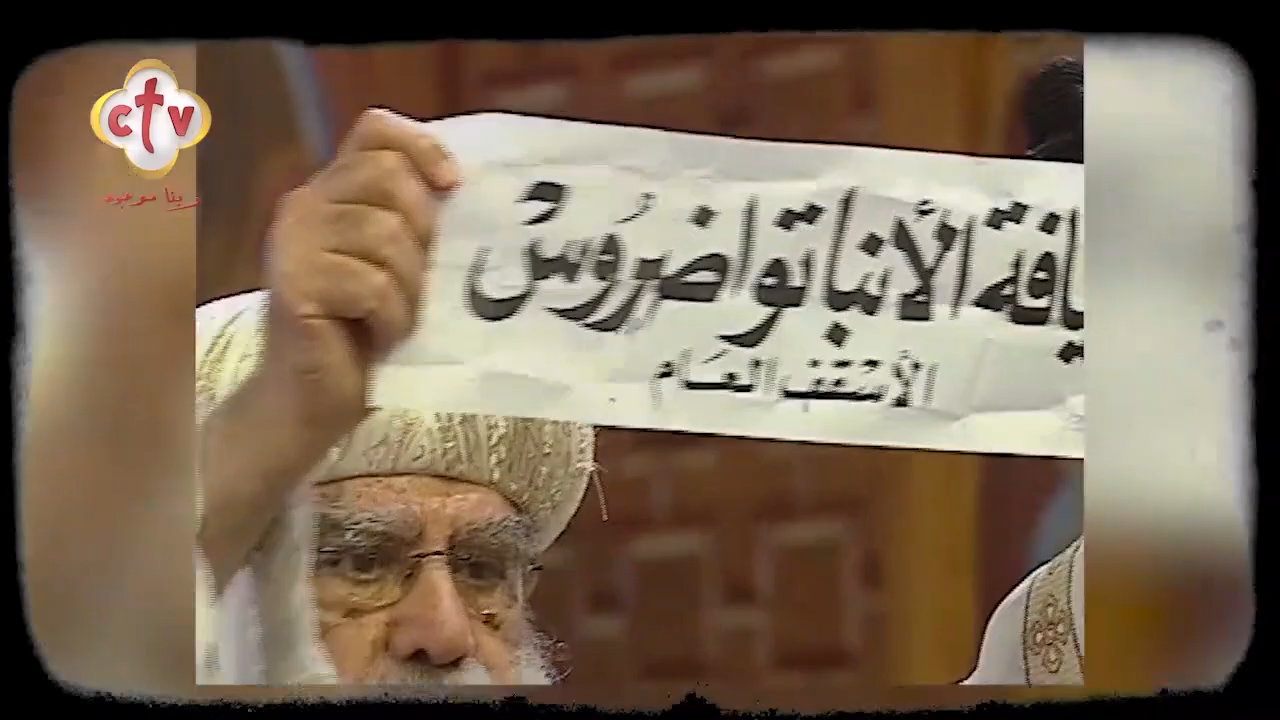 ctv
ربنا موجود
يافة الأنبا تواضروس
الأسقف العام